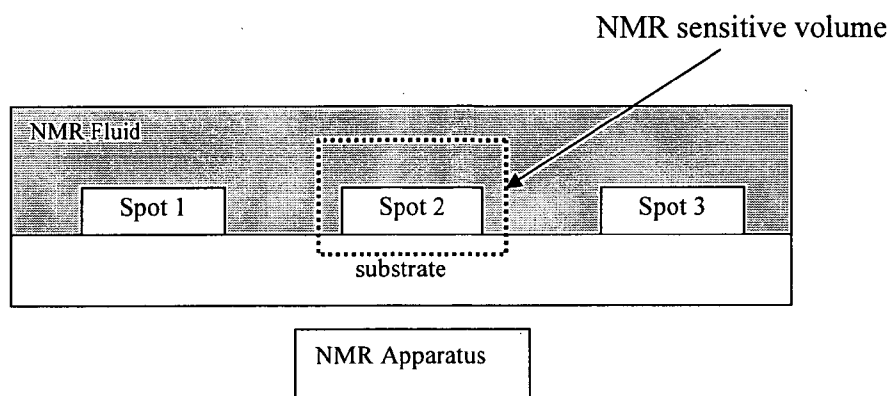 NMR sensitive volume
NMR Fluid
Spot 1
Spot 2
Spot 3
substrate
NMR Apparatus